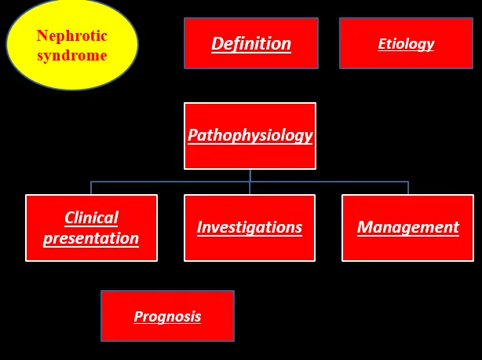 Nephrotic
syndrome
Definition
Etiology
Pathophysiology
Clinical
presentation
Investigations
Management
Prognosis